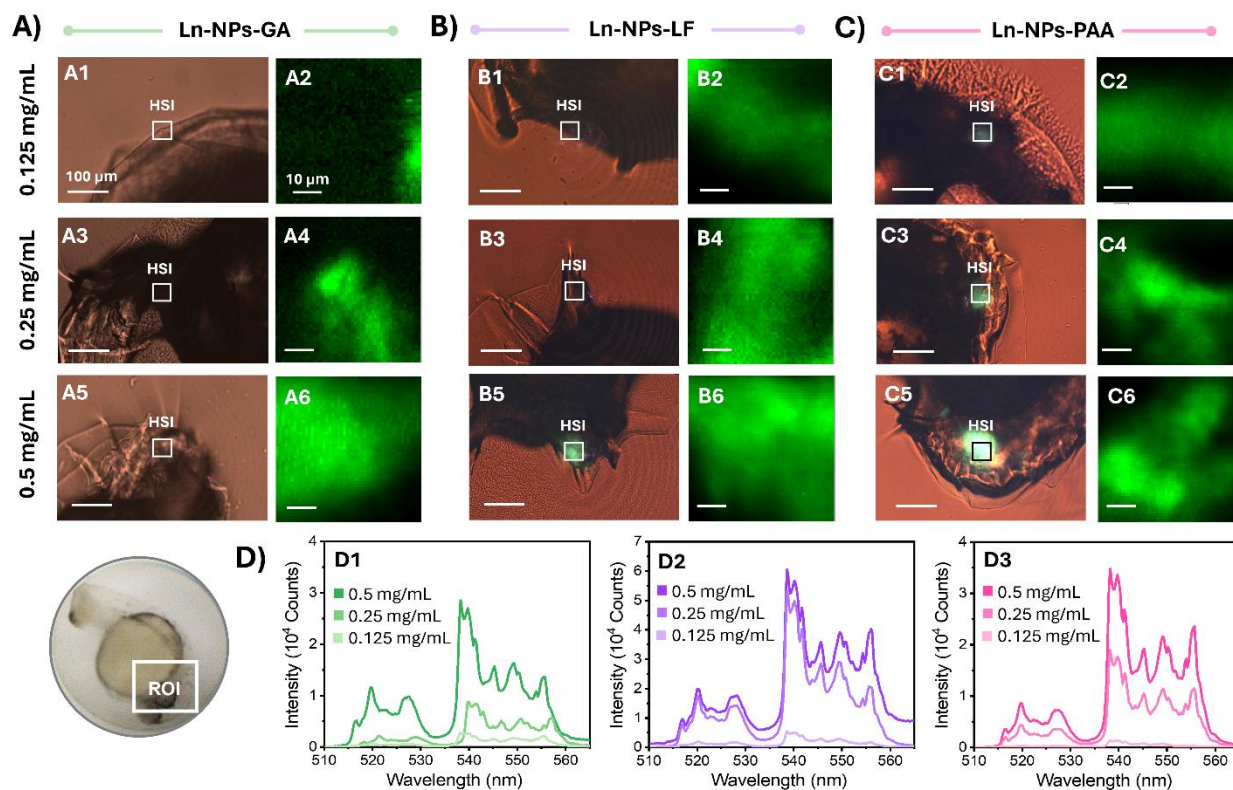 A) Ln-NPs-GA B) Ln-NPs-LF C) Ln-NPs-PAA
0.125 mg/mL
A1 HSI 100 µm
A2 10 µm
B1 HSI
B2
C1 HSI
C2
0.25 mg/mL
A3 HSI
A4
B3 HSI
B4
C3 HSI
C4
0.5 mg/mL
A5 HSI
A6
B5 HSI
B6
C5 HSI
C6
ROI
D)
D1
Intensity (10⁴ Counts)
4
3
2
1
0
0.5 mg/mL
0.25 mg/mL
0.125 mg/mL
510 520 530 540 550 560
Wavelength (nm)
D2
Intensity (10⁴ Counts)
7
6
5
4
3
2
1
0
0.5 mg/mL
0.25 mg/mL
0.125 mg/mL
510 520 530 540 550 560
Wavelength (nm)
D3
Intensity (10⁴ Counts)
4
3
2
1
0
0.5 mg/mL
0.25 mg/mL
0.125 mg/mL
510 520 530 540 550 560
Wavelength (nm)